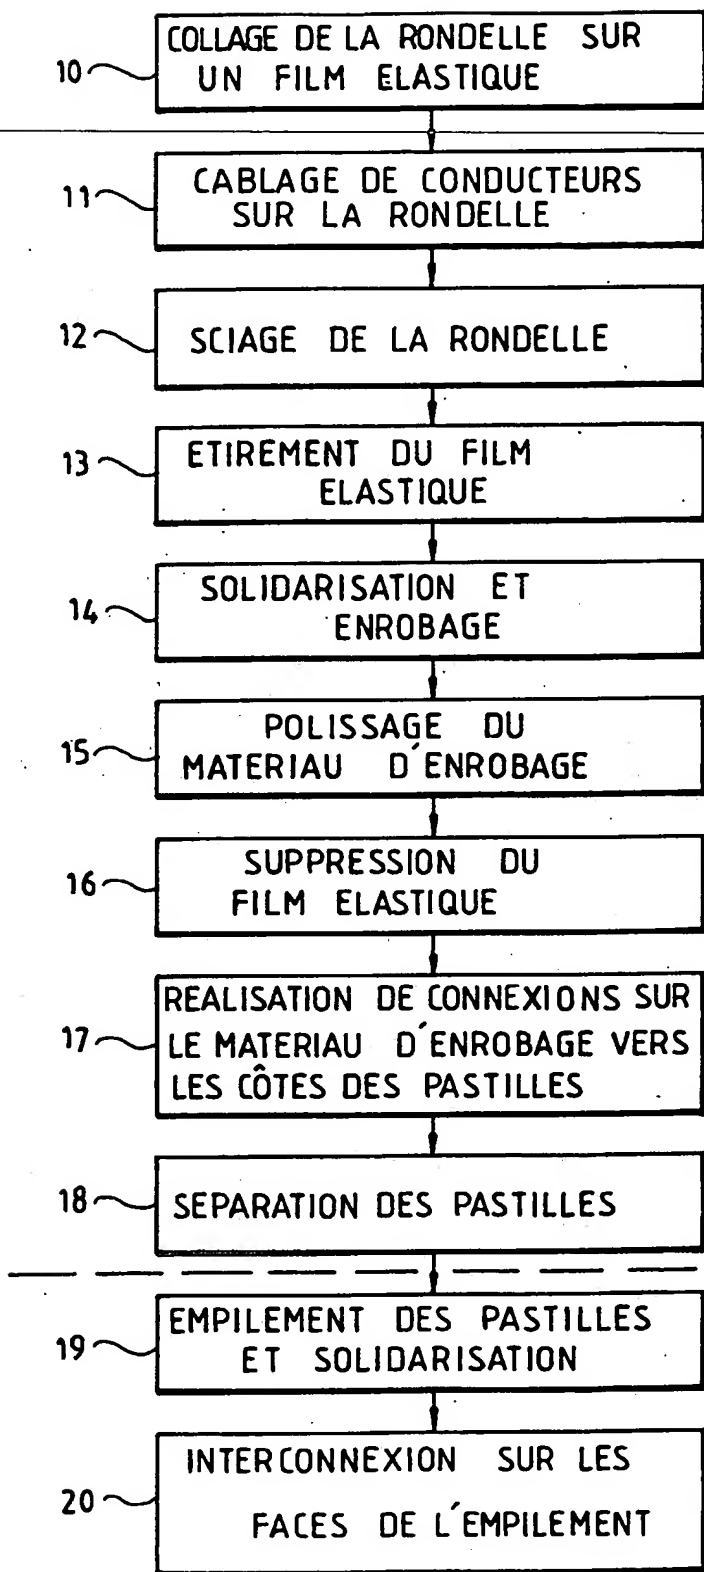 COLLAGE DE LA RONDELLE SUR
10 UN FILM ELASTIQUE
CABLAGE DE CONDUCTEURS
11 SUR LA RONDELLE
12 SCIAGE DE LA RONDELLE
13 ETIREMENT DU FILM
ELASTIQUE
14 SOLIDARISATION ET
ENROBAGE
POLISSAGE DU
15 MATERIAU D'ENROBAGE
SUPPRESSION DU
16 FILM ELASTIQUE
REALISATION DE CONNEXIONS SUR
17 LE MATERIAU D'ENROBAGE VERS
LES CÔTES DES PASTILLES
18 SEPARATION DES PASTILLES
EMPILEMENT DES PASTILLES
19 ET SOLIDARISATION
INTERCONNEXION SUR LES
20 FACES DE L'EMPILEMENT